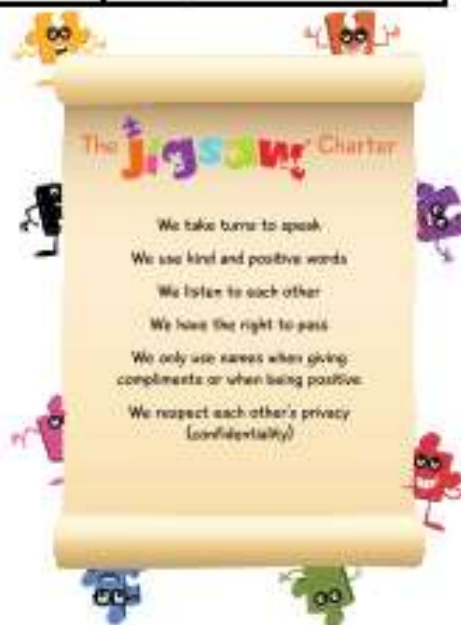 The jigsaw Charter
We take turns to speak
We use kind and positive words
We listen to each other
We have the right to pass
We only use names when giving
compliments or when being positive
We respect each other's privacy
(confidentiality)